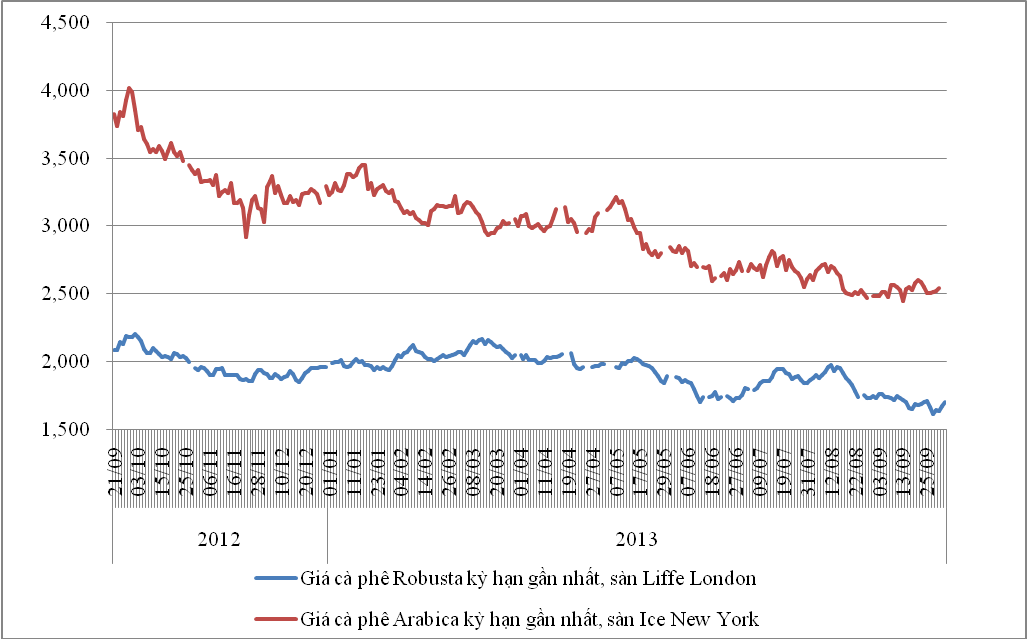 4,500
4,000
3,500
3,000
2,500
2,000
1,500
21/09 03/10 15/10 25/10 06/11 16/11 28/11 10/12 20/12 01/01 11/01 23/01 04/02 14/02 26/02 08/03 20/03 01/04 11/04 19/04 27/04 07/05 17/05 29/05 07/06 18/06 27/06 09/07 19/07 31/07 12/08 22/08 03/09 13/09 25/09
2012 2013
Giá cà phê Robusta kỳ hạn gần nhất, sàn Liffe London
Giá cà phê Arabica kỳ hạn gần nhất, sàn Ice New York